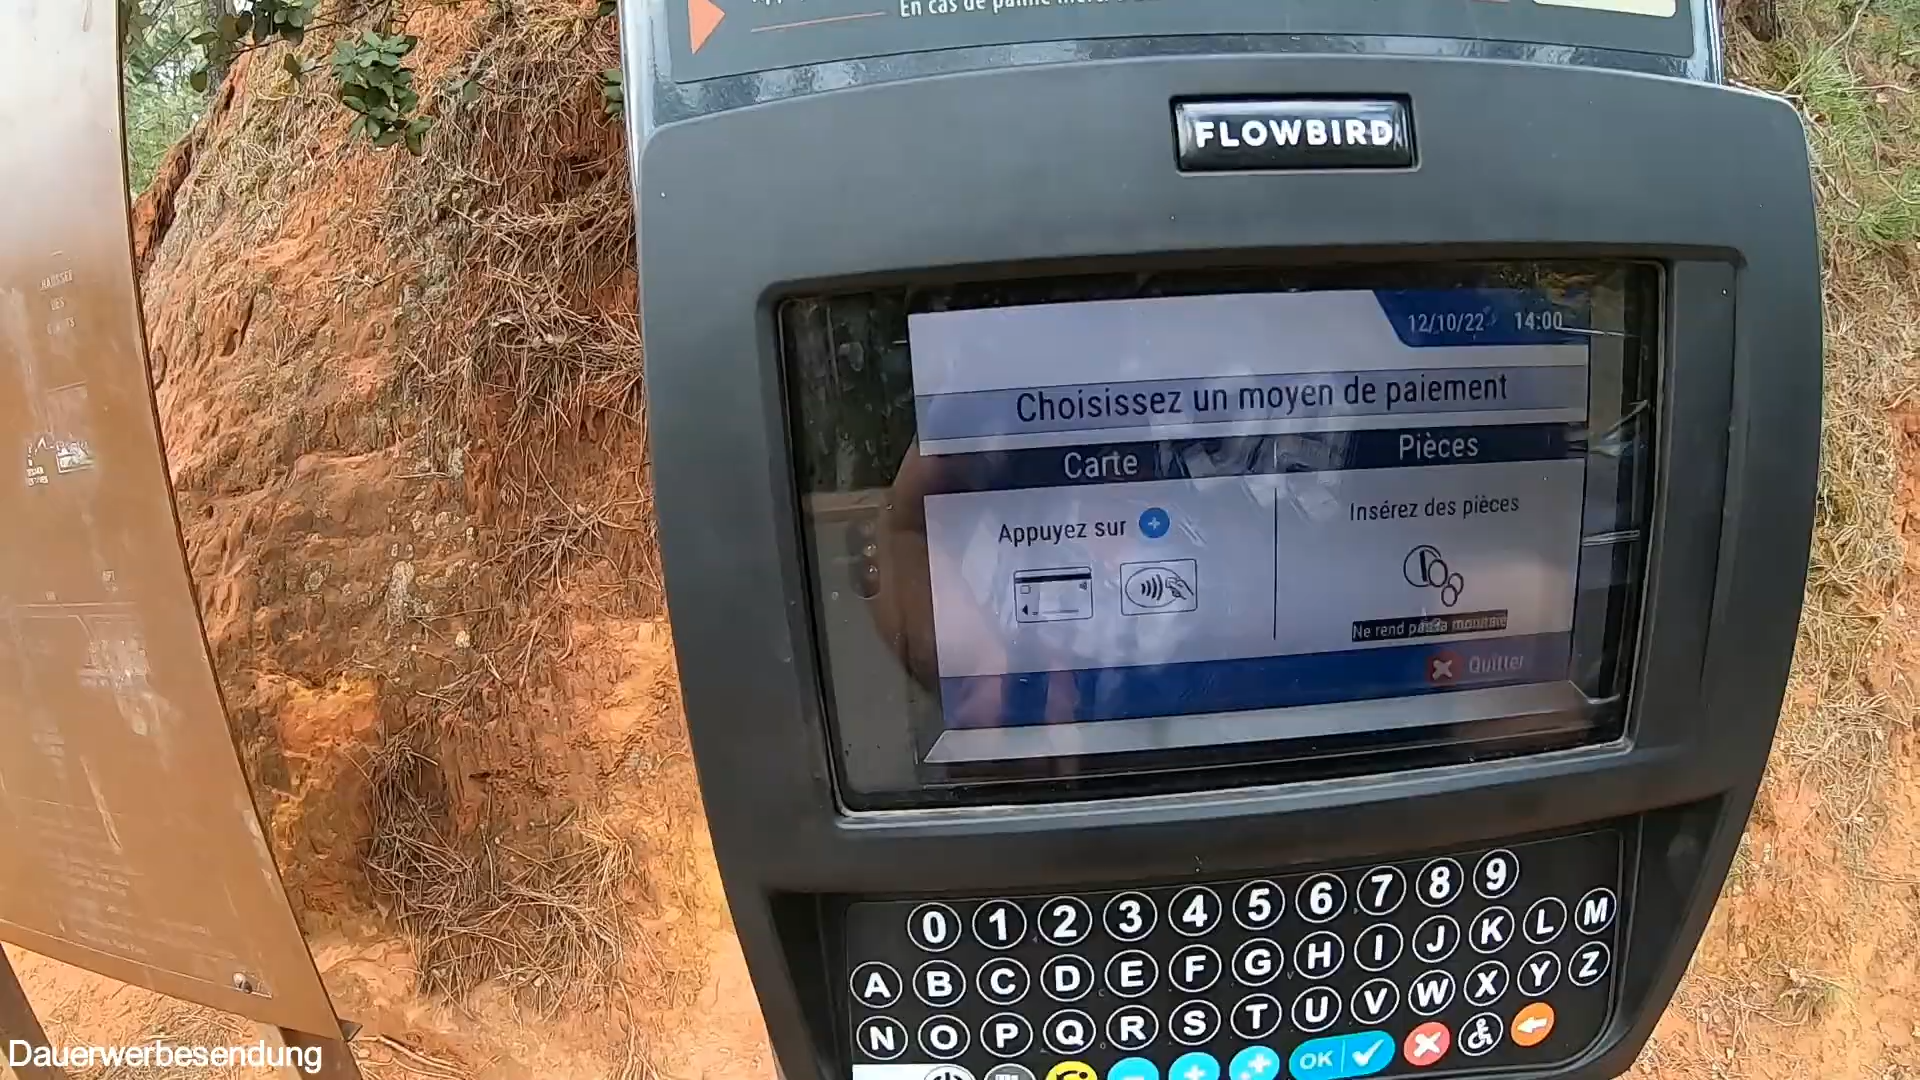 En cas de panne
FLOWBIRD
12/10/22 14:00
Choisissez un moyen de paiement
Carte
Pièces
Appuyez sur +
Insérez des pièces
Ne rend pas la monnaie
Quitter
0 1 2 3 4 5 6 7 8 9
A B C D E F G H I J K L M
N O P Q R S T U V W X Y Z
OK
Dauerwerbesendung